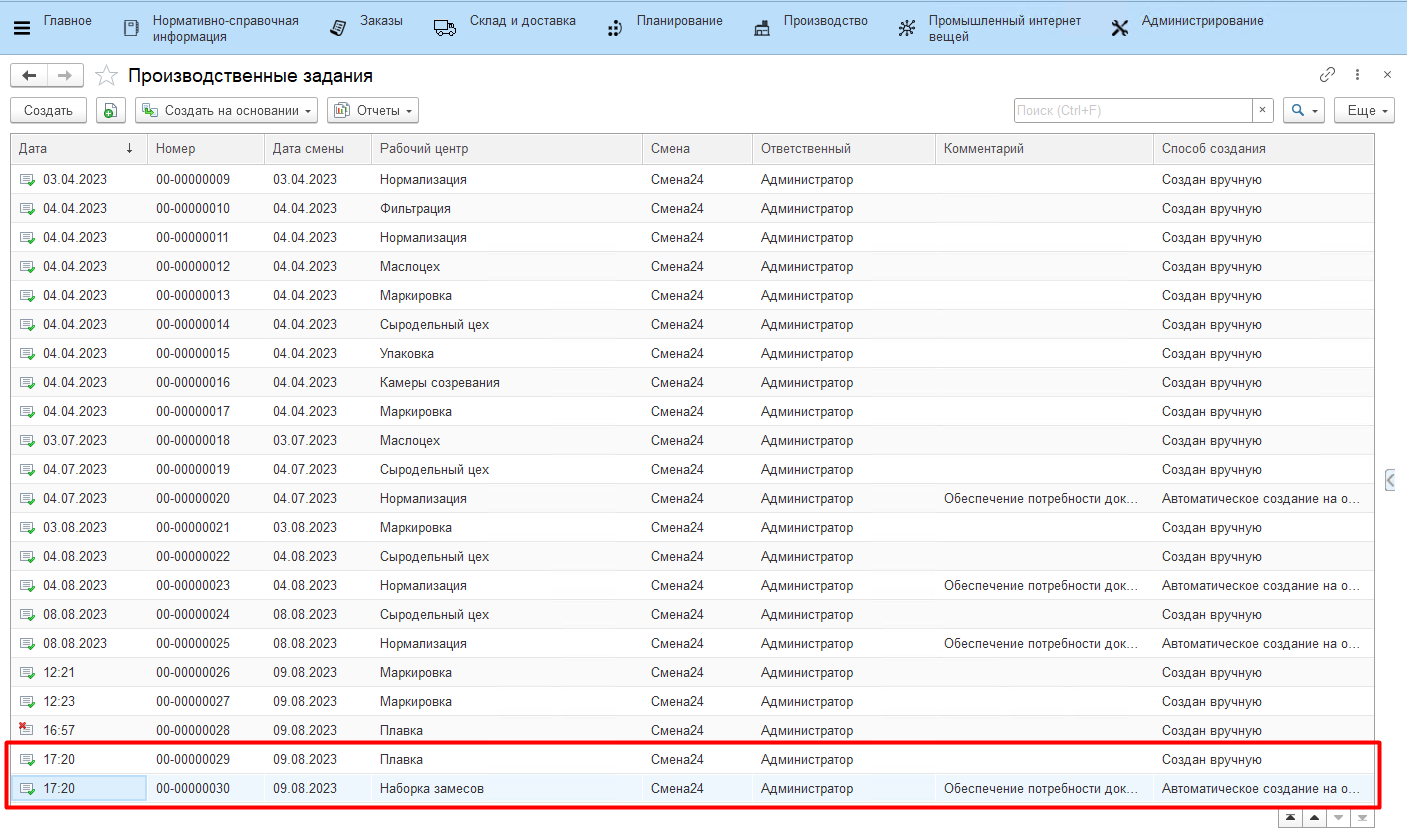 Главное
Нормативно-справочная
информация
Заказы
Склад и доставка
Планирование
Производство
Промышленный интернет
вещей
Администрирование
Производственные задания
Создать
Создать на основании
Отчеты
Поиск (Ctrl+F)
Еще
Дата ↓ Номер Дата смены Рабочий центр Смена Ответственный Комментарий Способ создания
03.04.2023 00-00000009 03.04.2023 Нормализация Смена24 Администратор Создан вручную
04.04.2023 00-00000010 04.04.2023 Фильтрация Смена24 Администратор Создан вручную
04.04.2023 00-00000011 04.04.2023 Нормализация Смена24 Администратор Создан вручную
04.04.2023 00-00000012 04.04.2023 Маслоцех Смена24 Администратор Создан вручную
04.04.2023 00-00000013 04.04.2023 Маркировка Смена24 Администратор Создан вручную
04.04.2023 00-00000014 04.04.2023 Сыродельный цех Смена24 Администратор Создан вручную
04.04.2023 00-00000015 04.04.2023 Упаковка Смена24 Администратор Создан вручную
04.04.2023 00-00000016 04.04.2023 Камеры созревания Смена24 Администратор Создан вручную
04.04.2023 00-00000017 04.04.2023 Маркировка Смена24 Администратор Создан вручную
03.07.2023 00-00000018 03.07.2023 Маслоцех Смена24 Администратор Создан вручную
04.07.2023 00-00000019 04.07.2023 Сыродельный цех Смена24 Администратор Создан вручную
04.07.2023 00-00000020 04.07.2023 Нормализация Смена24 Администратор Обеспечение потребности док... Автоматическое создание на о...
03.08.2023 00-00000021 03.08.2023 Маркировка Смена24 Администратор Создан вручную
04.08.2023 00-00000022 04.08.2023 Сыродельный цех Смена24 Администратор Создан вручную
04.08.2023 00-00000023 04.08.2023 Нормализация Смена24 Администратор Обеспечение потребности док... Автоматическое создание на о...
08.08.2023 00-00000024 08.08.2023 Сыродельный цех Смена24 Администратор Создан вручную
08.08.2023 00-00000025 08.08.2023 Нормализация Смена24 Администратор Обеспечение потребности док... Автоматическое создание на о...
12:21 00-00000026 09.08.2023 Маркировка Смена24 Администратор Создан вручную
12:23 00-00000027 09.08.2023 Маркировка Смена24 Администратор Создан вручную
16:57 00-00000028 09.08.2023 Плавка Смена24 Администратор Создан вручную
17:20 00-00000029 09.08.2023 Плавка Смена24 Администратор Создан вручную
17:20 00-00000030 09.08.2023 Наборка замесов Смена24 Администратор Обеспечение потребности док... Автоматическое создание на о...